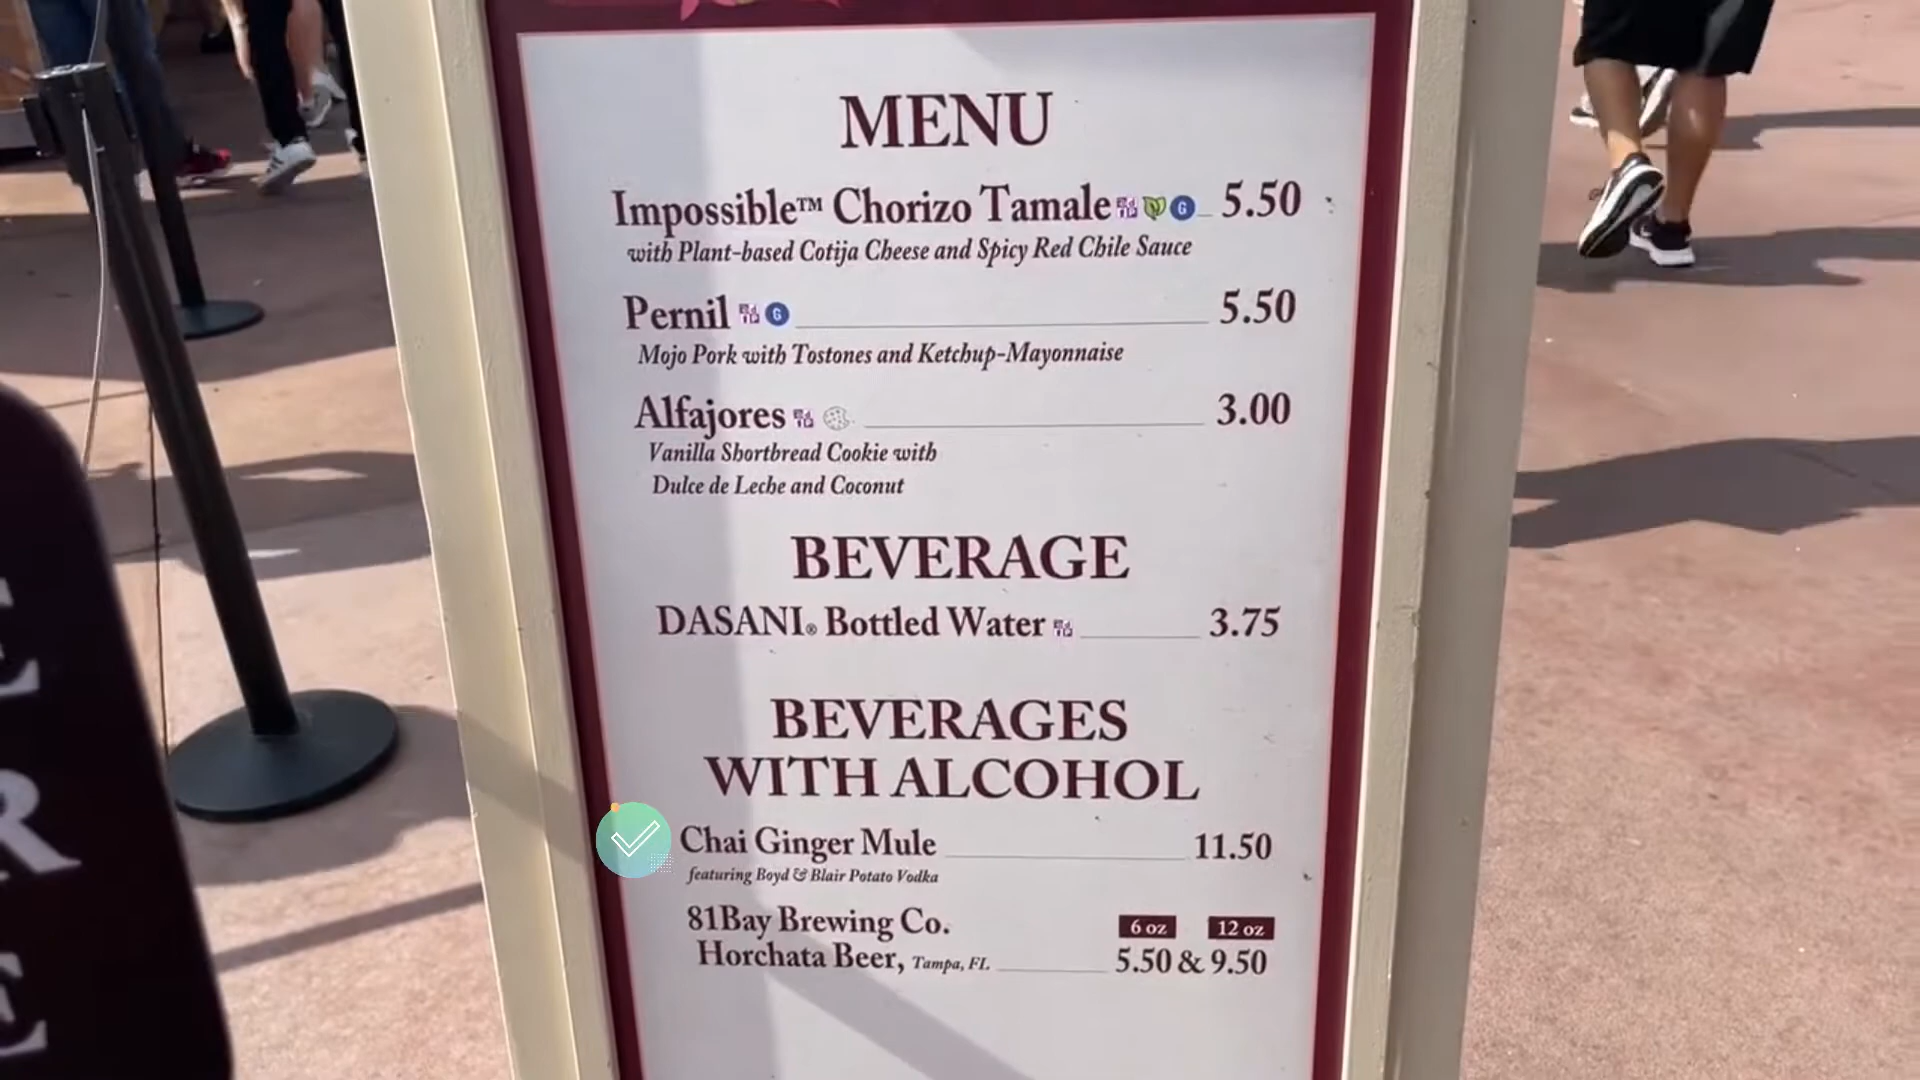 MENU
Impossible™ Chorizo Tamale G 5.50
with Plant-based Cotija Cheese and Spicy Red Chile Sauce
Pernil G 5.50
Mojo Pork with Tostones and Ketchup-Mayonnaise
Alfajores 3.00
Vanilla Shortbread Cookie with
Dulce de Leche and Coconut
BEVERAGE
DASANI® Bottled Water 3.75
BEVERAGES
WITH ALCOHOL
Chai Ginger Mule 11.50
featuring Boyd & Blair Potato Vodka
81Bay Brewing Co. 6 oz 12 oz
Horchata Beer, Tampa, FL 5.50 & 9.50
E
R
E